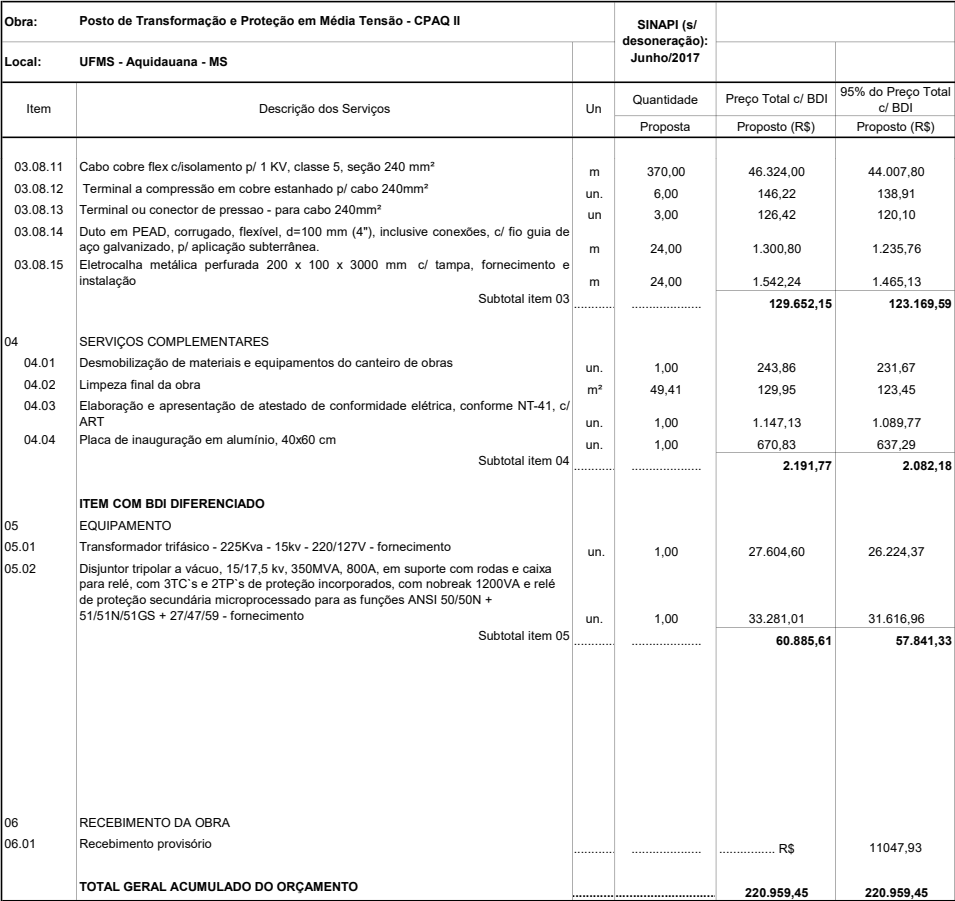 Obra: Posto de Transformação e Proteção em Média Tensão - CPAQ II
SINAPI (s/
desoneração):
Junho/2017
Local: UFMS - Aquidauana - MS
Item Descrição dos Serviços Un Quantidade Preço Total c/ BDI 95% do Preço Total
c/ BDI
Proposta Proposto (R$) Proposto (R$)
03.08.11 Cabo cobre flex c/isolamento p/ 1 KV, classe 5, seção 240 mm² m 370,00 46.324,00 44.007,80
03.08.12 Terminal a compressão em cobre estanhado p/ cabo 240mm² un. 6,00 146,22 138,91
03.08.13 Terminal ou conector de pressao - para cabo 240mm² un 3,00 126,42 120,10
03.08.14 Duto em PEAD, corrugado, flexível, d=100 mm (4"), inclusive conexões, c/ fio guia de
aço galvanizado, p/ aplicação subterrânea. m 24,00 1.300,80 1.235,76
03.08.15 Eletrocalha metálica perfurada 200 x 100 x 3000 mm c/ tampa, fornecimento e
instalação m 24,00 1.542,24 1.465,13
Subtotal item 03 ............ ..................... 129.652,15 123.169,59
04 SERVIÇOS COMPLEMENTARES
04.01 Desmobilização de materiais e equipamentos do canteiro de obras un. 1,00 243,86 231,67
04.02 Limpeza final da obra m² 49,41 129,95 123,45
04.03 Elaboração e apresentação de atestado de conformidade elétrica, conforme NT-41, c/
ART un. 1,00 1.147,13 1.089,77
04.04 Placa de inauguração em alumínio, 40x60 cm un. 1,00 670,83 637,29
Subtotal item 04 ............ ..................... 2.191,77 2.082,18
ITEM COM BDI DIFERENCIADO
05 EQUIPAMENTO
05.01 Transformador trifásico - 225Kva - 15kv - 220/127V - fornecimento un. 1,00 27.604,60 26.224,37
05.02 Disjuntor tripolar a vácuo, 15/17,5 kv, 350MVA, 800A, em suporte com rodas e caixa
para relé, com 3TC`s e 2TP`s de proteção incorporados, com nobreak 1200VA e relé
de proteção secundária microprocessado para as funções ANSI 50/50N +
51/51N/51GS + 27/47/59 - fornecimento un. 1,00 33.281,01 31.616,96
Subtotal item 05 ............ ..................... 60.885,61 57.841,33
06 RECEBIMENTO DA OBRA
06.01 Recebimento provisório ............ ..................... ................. R$ 11047,93
TOTAL GERAL ACUMULADO DO ORÇAMENTO .......................................... 220.959,45 220.959,45